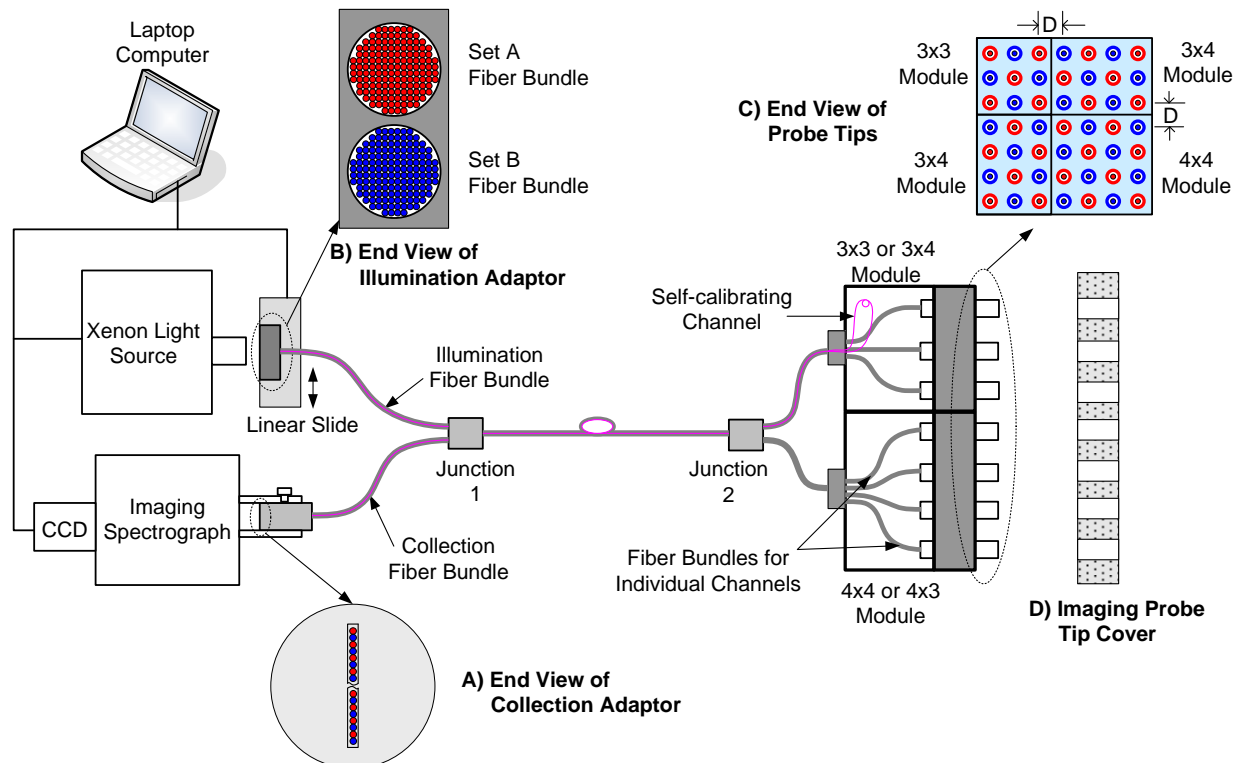 Laptop
Computer
Set A
Fiber Bundle
Set B
Fiber Bundle
B) End View of
Illumination Adaptor
D
3x3
Module
3x4
Module
C) End View of
Probe Tips
D
3x4
Module
4x4
Module
Xenon Light
Source
Linear Slide
Illumination
Fiber Bundle
Self-calibrating
Channel
3x3 or 3x4
Module
Junction
1
Junction
2
CCD
Imaging
Spectrograph
Collection
Fiber Bundle
Fiber Bundles for
Individual Channels
4x4 or 4x3
Module
D) Imaging Probe
Tip Cover
A) End View of
Collection Adaptor